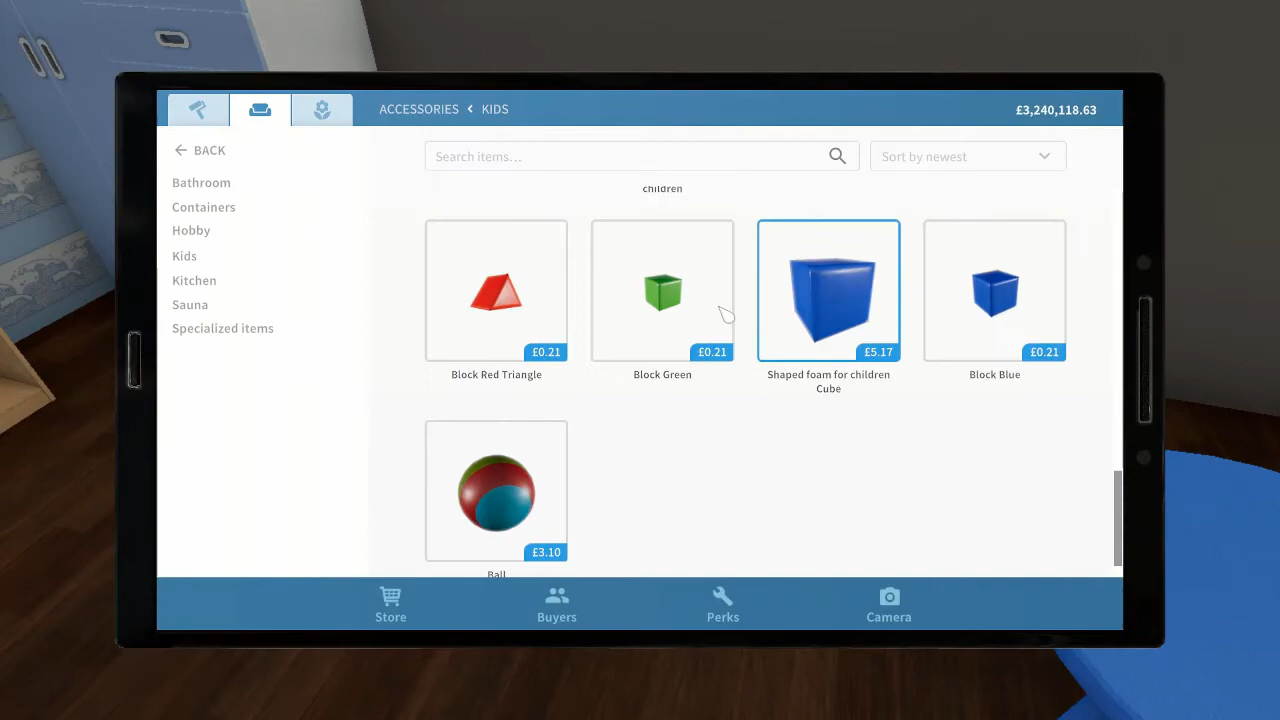 ACCESSORIES < KIDS
£3,240,118.63
BACK
Search items...
Sort by newest
Bathroom
Containers
Hobby
Kids
Kitchen
Sauna
Specialized items
children
£0.21
£0.21
£5.17
£0.21
Block Red Triangle
Block Green
Shaped foam for children
Cube
Block Blue
£3.10
Ball
Store
Buyers
Perks
Camera